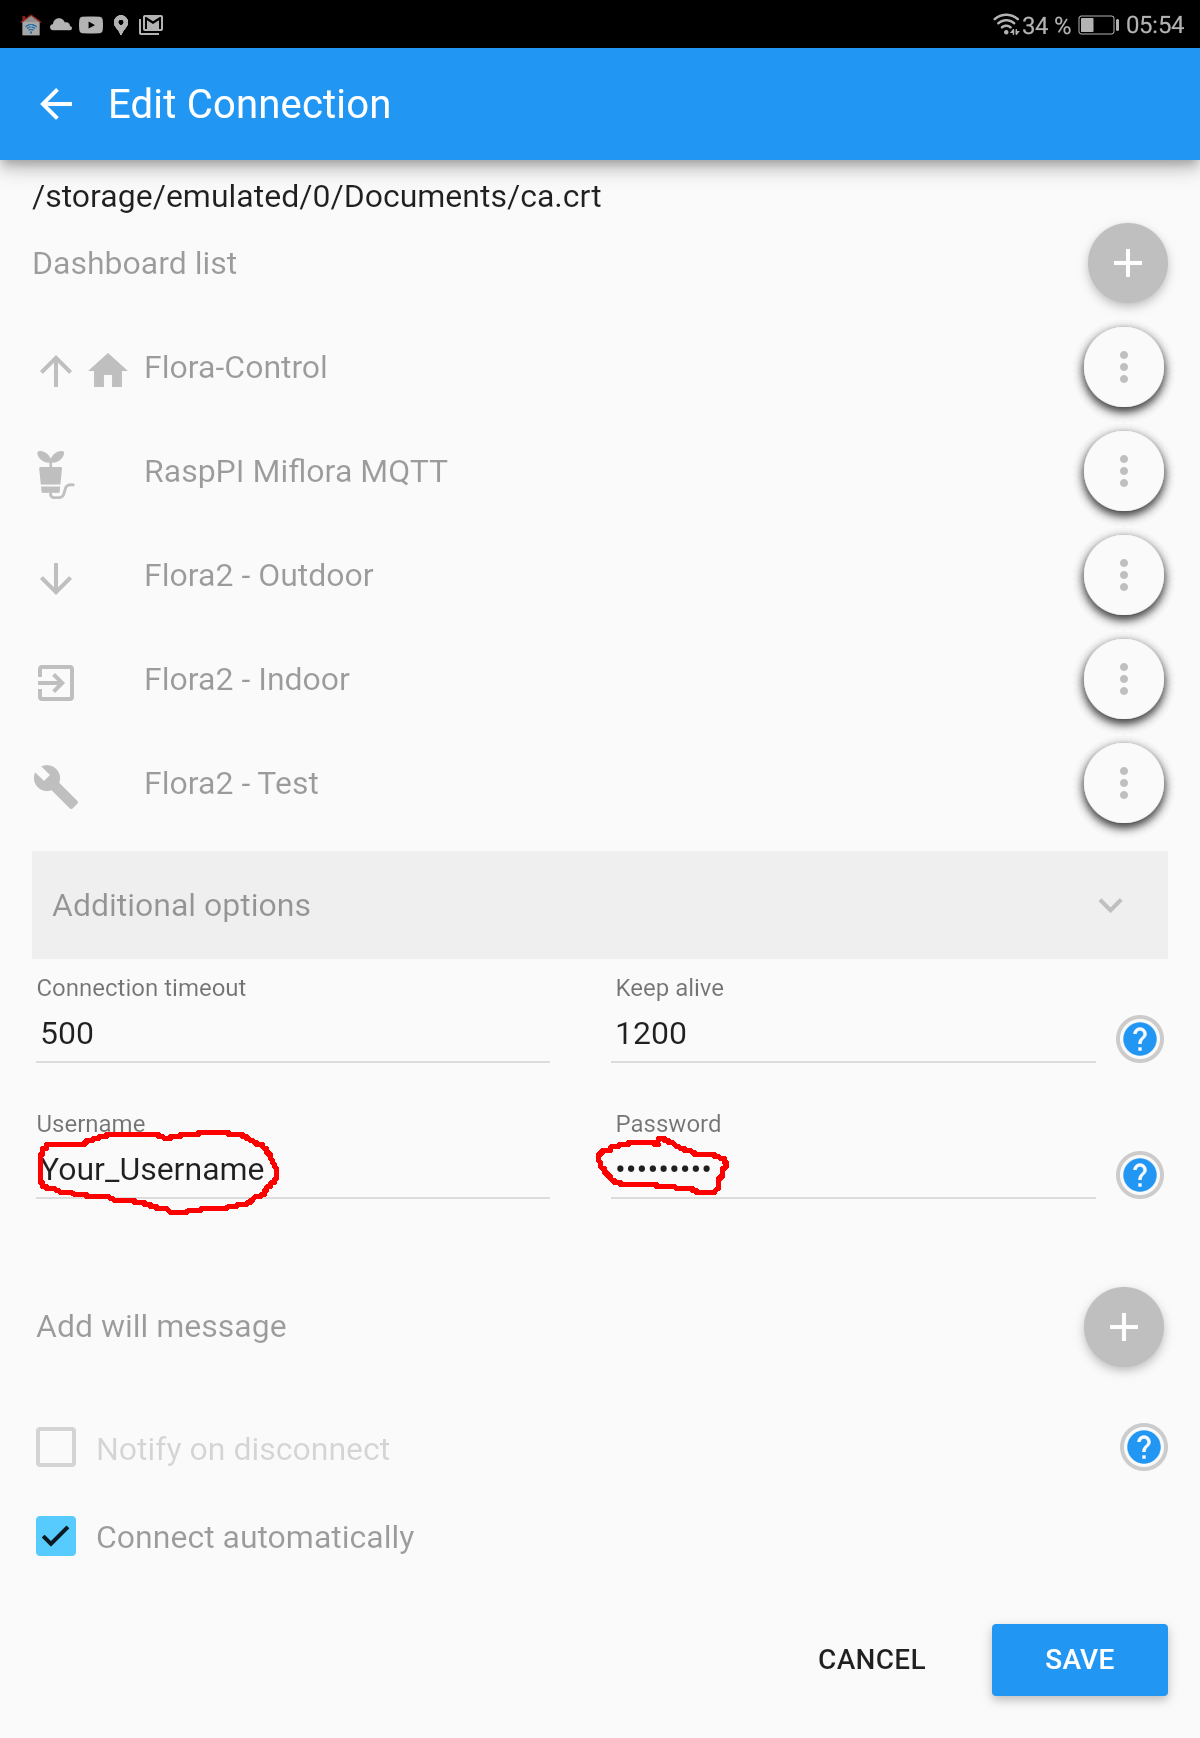 34 % 05:54
Edit Connection
/storage/emulated/0/Documents/ca.crt
Dashboard list
Flora-Control
RaspPI Miflora MQTT
Flora2 - Outdoor
Flora2 - Indoor
Flora2 - Test
Additional options
Connection timeout Keep alive
500 1200
Username Password
Your_Username •••••••••
Add will message
Notify on disconnect
Connect automatically
CANCEL SAVE